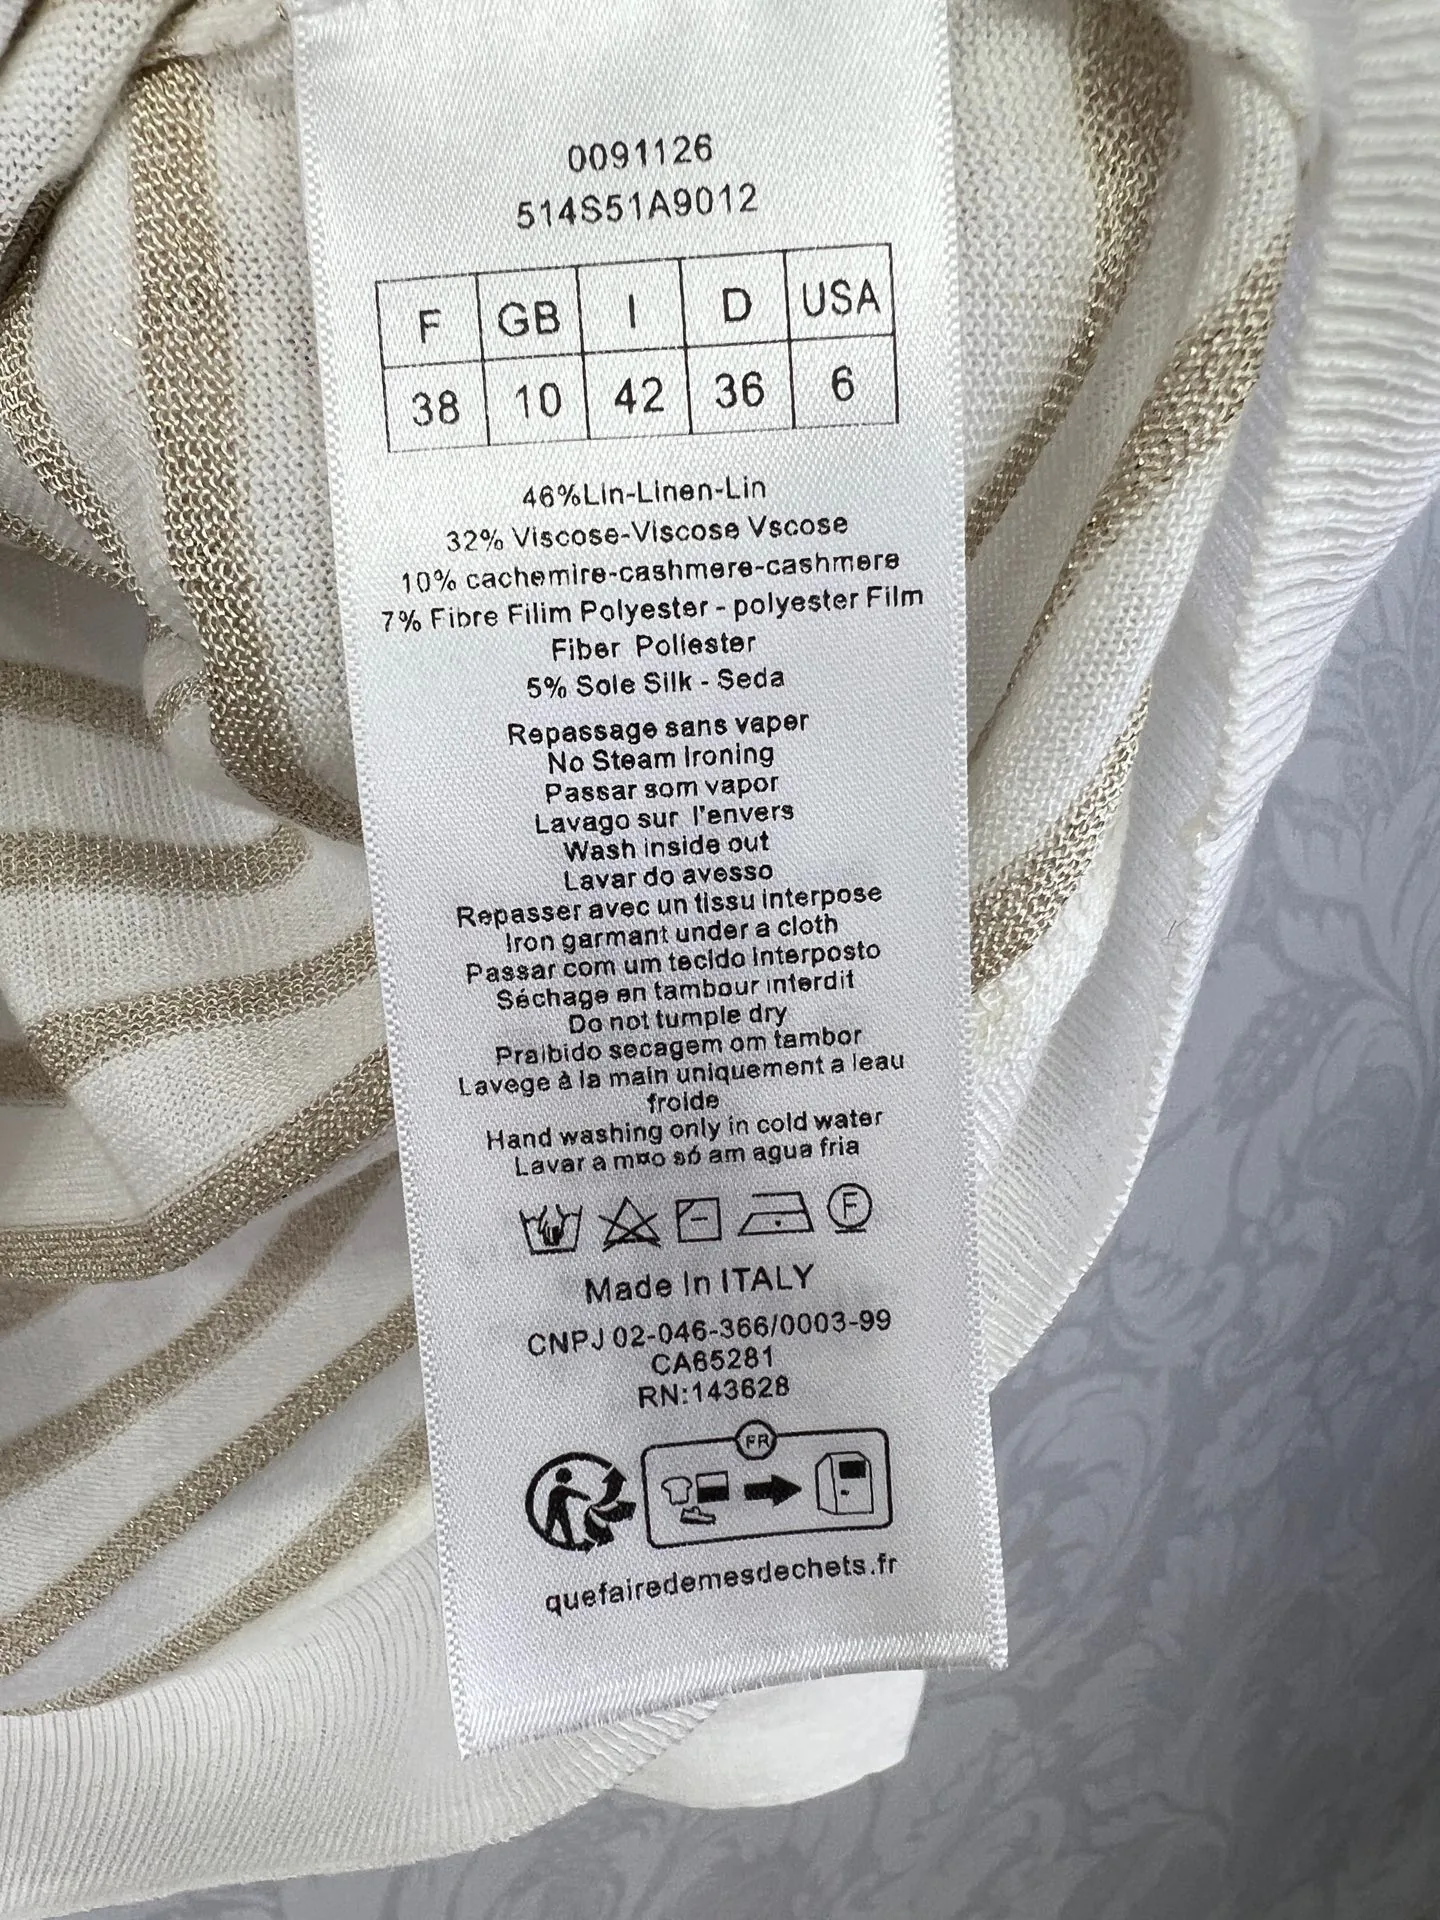 0091126
514S51A9012
F GB I D USA
38 10 42 36 6
46%Lin-Linen-Lin
32% Viscose-Viscose Vscose
10% cachemire-cashmere-cashmere
7% Fibre Filim Polyester - polyester Film
Fiber Poliester
5% Sole Silk - Seda
Repassage sans vaper
No Steam Ironing
Passar som vapor
Lavago sur l'envers
Wash inside out
Lavar do avesso
Repasser avec un tissu interpose
Iron garmant under a cloth
Passar com um tecido interposto
Séchage en tambour interdit
Do not tumple dry
Praibido secagem om tambor
Lavege à la main uniquement a leau
froide
Hand washing only in cold water
Lavar a m¤o só am agua fria
F
Made In ITALY
CNPJ 02-046-366/0003-99
CA65281
RN:143628
FR
quefairedemesdechets.fr